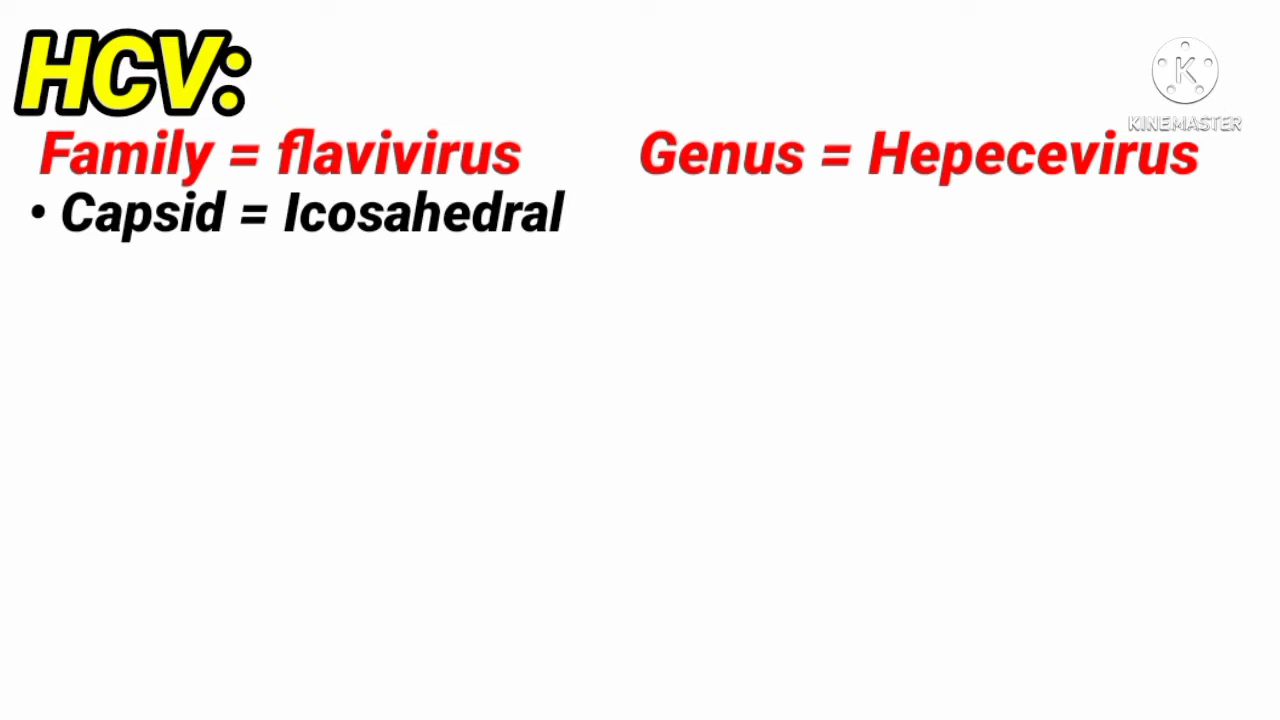 HCV:
K
KINEMASTER
Family = flavivirus Genus = Hepecevirus
• Capsid = Icosahedral